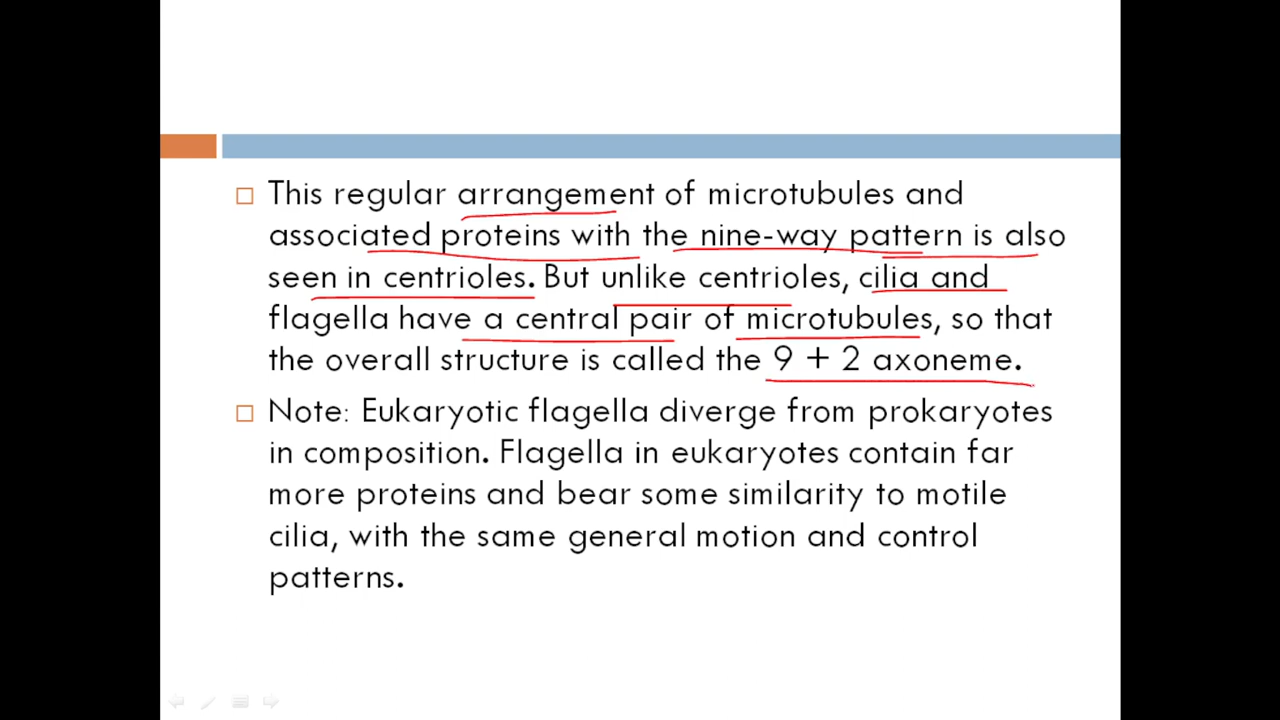 This regular arrangement of microtubules and
associated proteins with the nine-way pattern is also
seen in centrioles. But unlike centrioles, cilia and
flagella have a central pair of microtubules, so that
the overall structure is called the 9 + 2 axoneme.
Note: Eukaryotic flagella diverge from prokaryotes
in composition. Flagella in eukaryotes contain far
more proteins and bear some similarity to motile
cilia, with the same general motion and control
patterns.